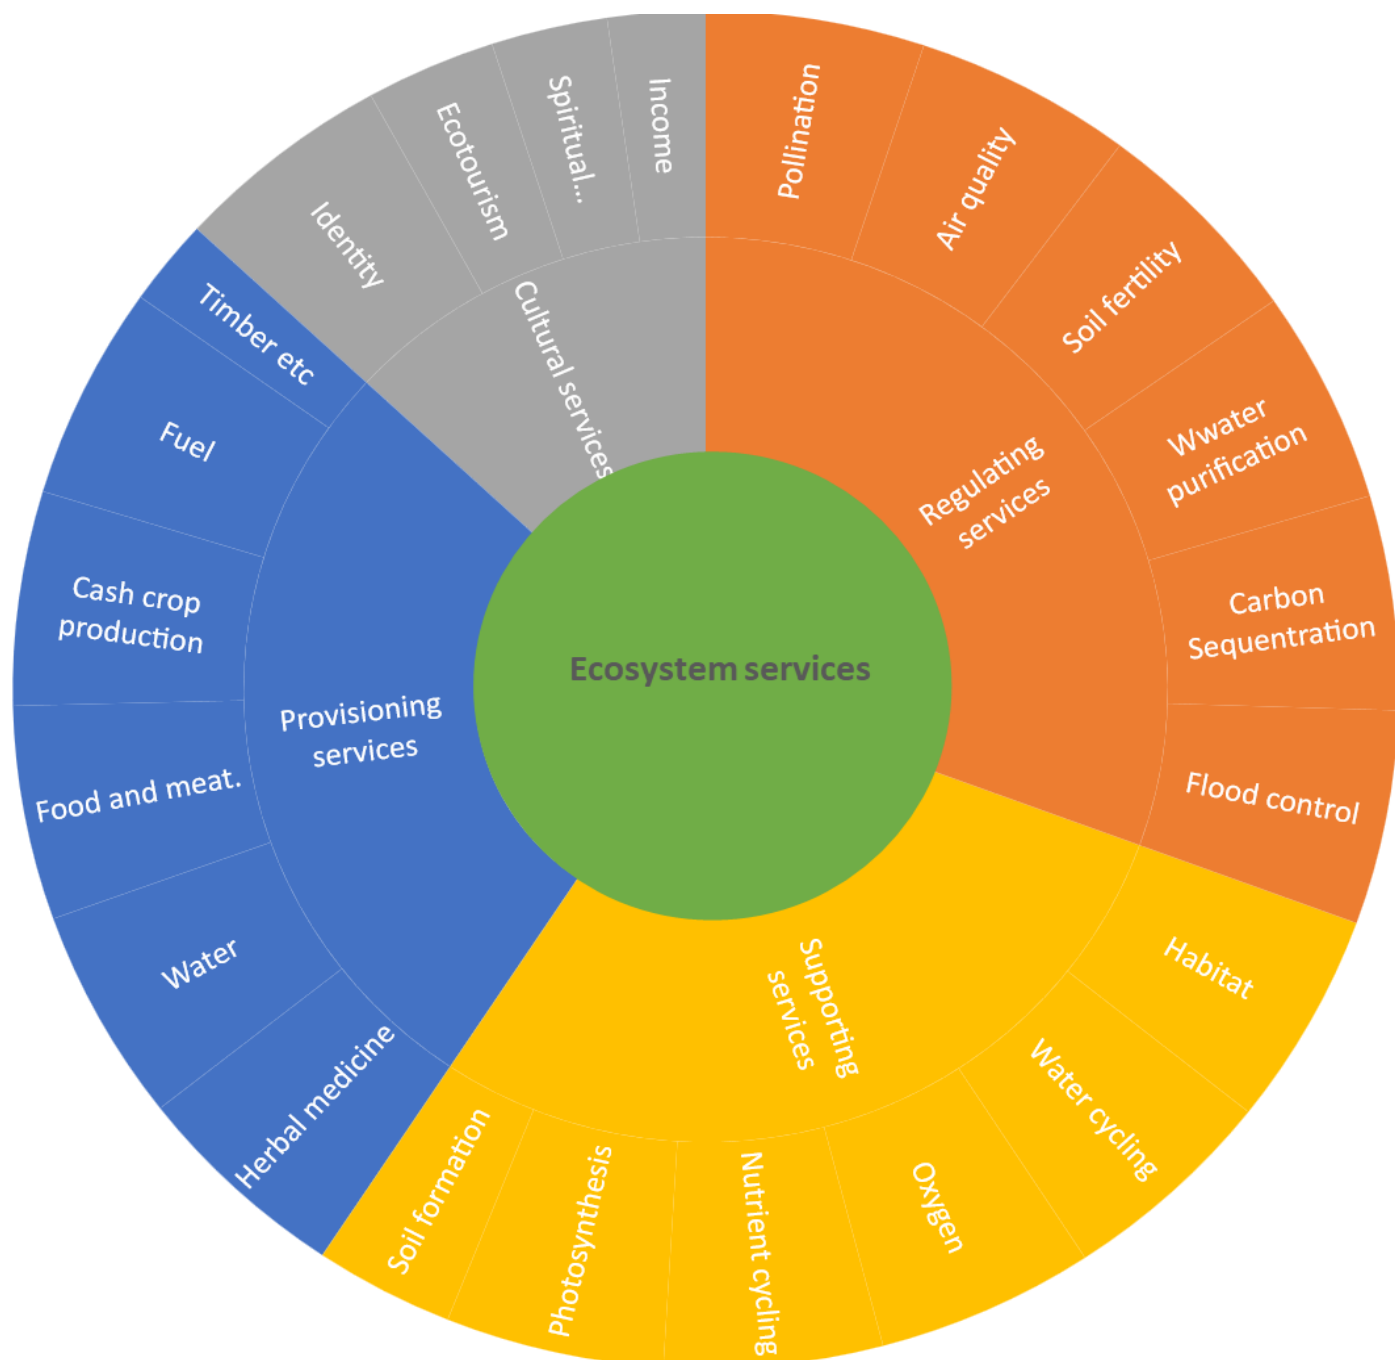 Ecosystem services
Regulating
services
Pollination
Air quality
Soil fertility
Wwater
purification
Carbon
Sequentration
Flood control
Supporting
services
Habitat
Water cycling
Oxygen
Nutrient cycling
Photosynthesis
Soil formation
Provisioning
services
Herbal medicine
Water
Food and meat.
Cash crop
production
Fuel
Timber etc
Cultural services
Identity
Ecotourism
Spiritual...
Income